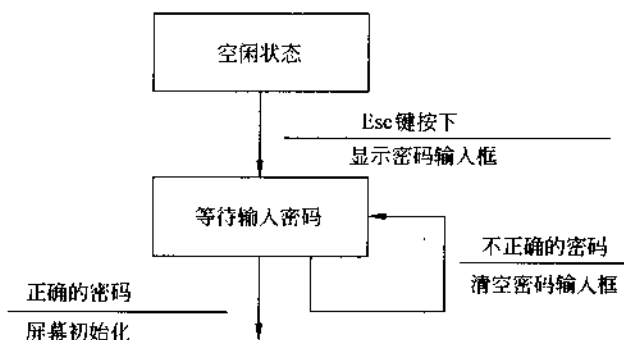 空闲状态
Esc键按下
显示密码输入框
等待输入密码
不正确的密码
清空密码输入框
正确的密码
屏幕初始化